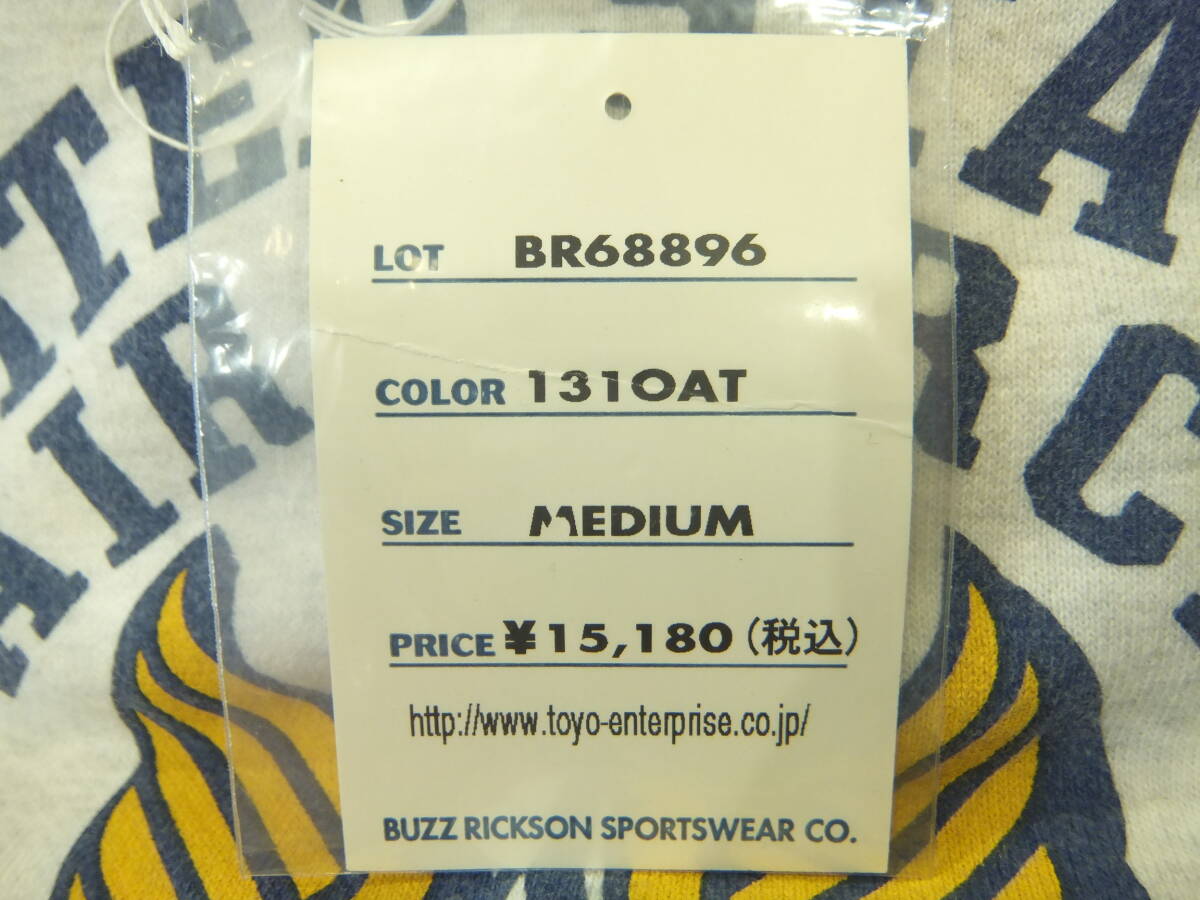 LOT BR68896
COLOR 131OAT
SIZE MEDIUM
PRICE ¥15,180(税込)
http://www.toyo-enterprise.co.jp/
BUZZ RICKSON SPORTSWEAR CO.
AIR